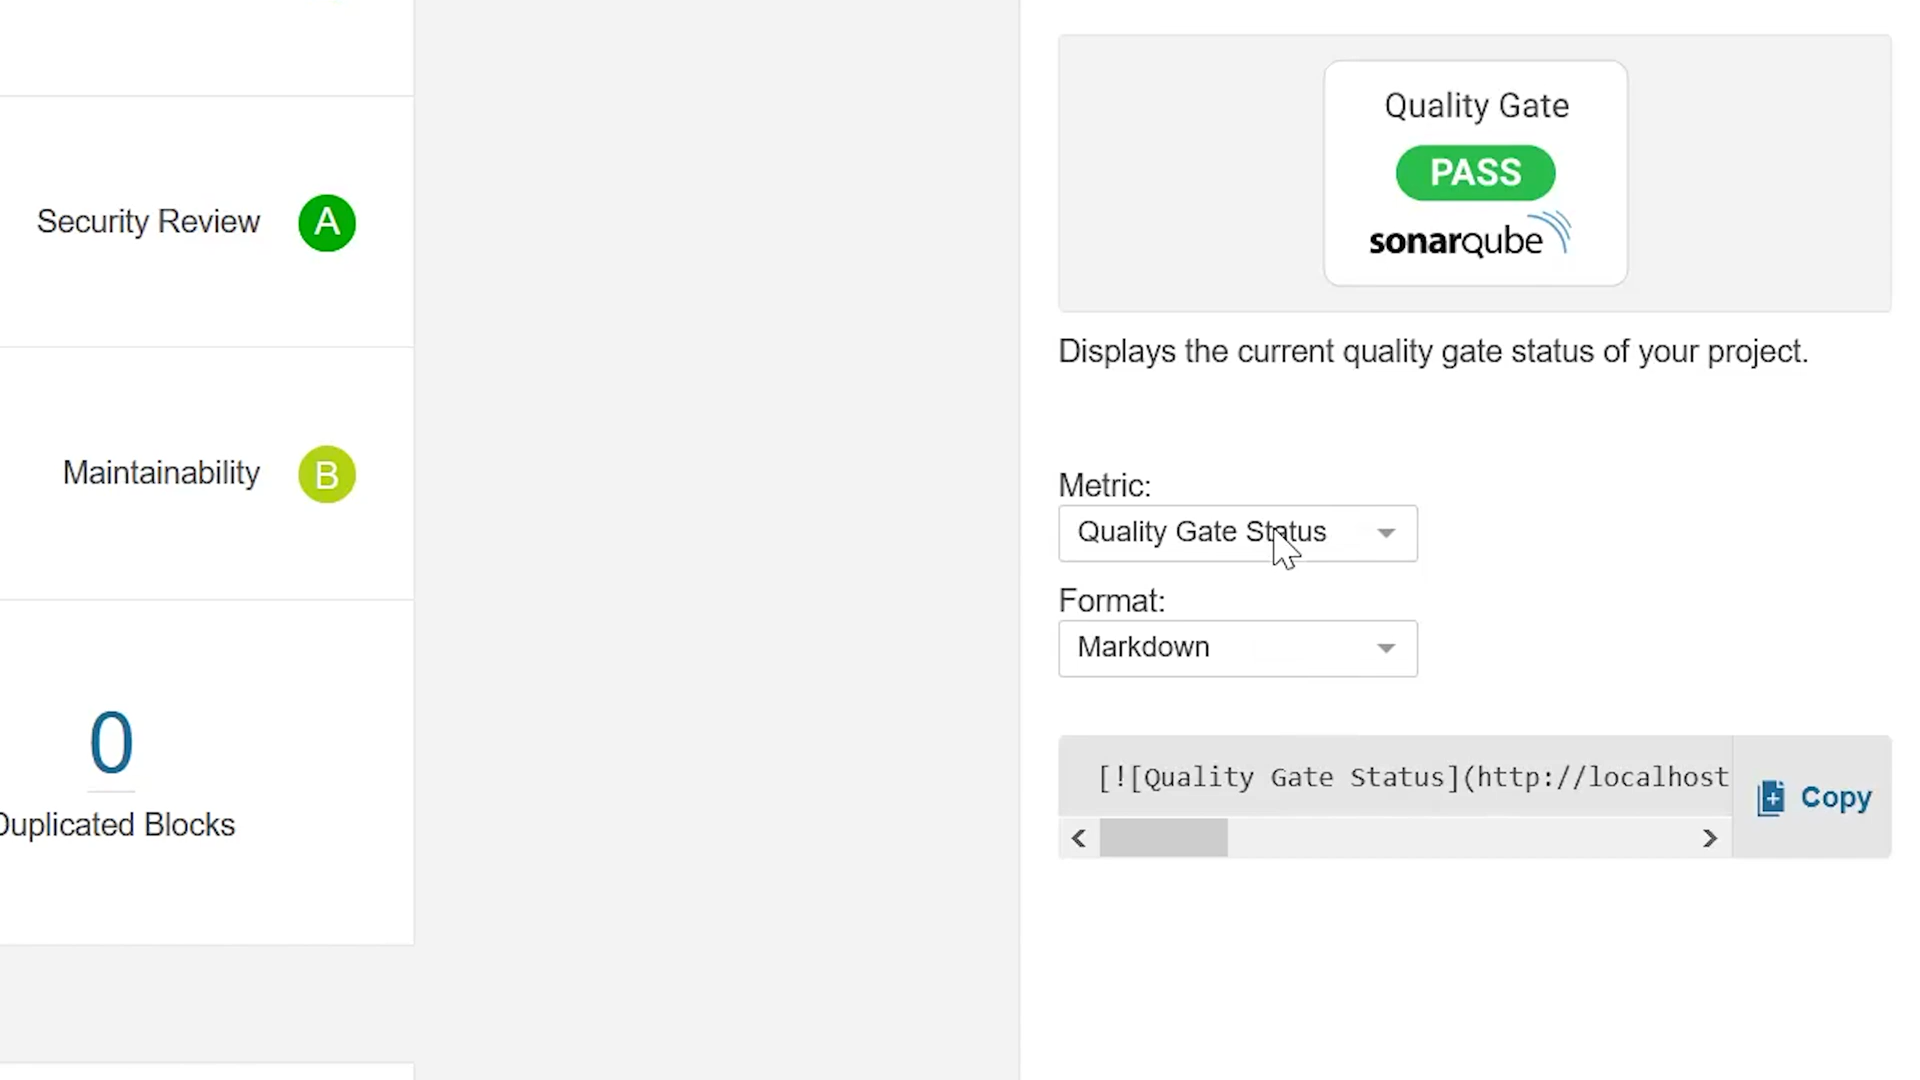 Security Review A
Maintainability B
0
Duplicated Blocks
Quality Gate
PASS
sonarqube
Displays the current quality gate status of your project.
Metric:
Quality Gate Status
Format:
Markdown
[![Quality Gate Status](http://localhost
Copy